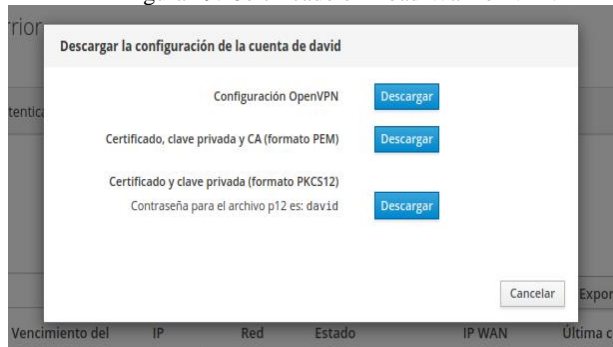 Descargar la configuración de la cuenta de david
Configuración OpenVPN Descargar
Certificado, clave privada y CA (formato PEM) Descargar
Certificado y clave privada (formato PKCS12)
Contraseña para el archivo p12 es: david Descargar
Cancelar Expor
Vencimiento del IP Red Estado IP WAN Última c